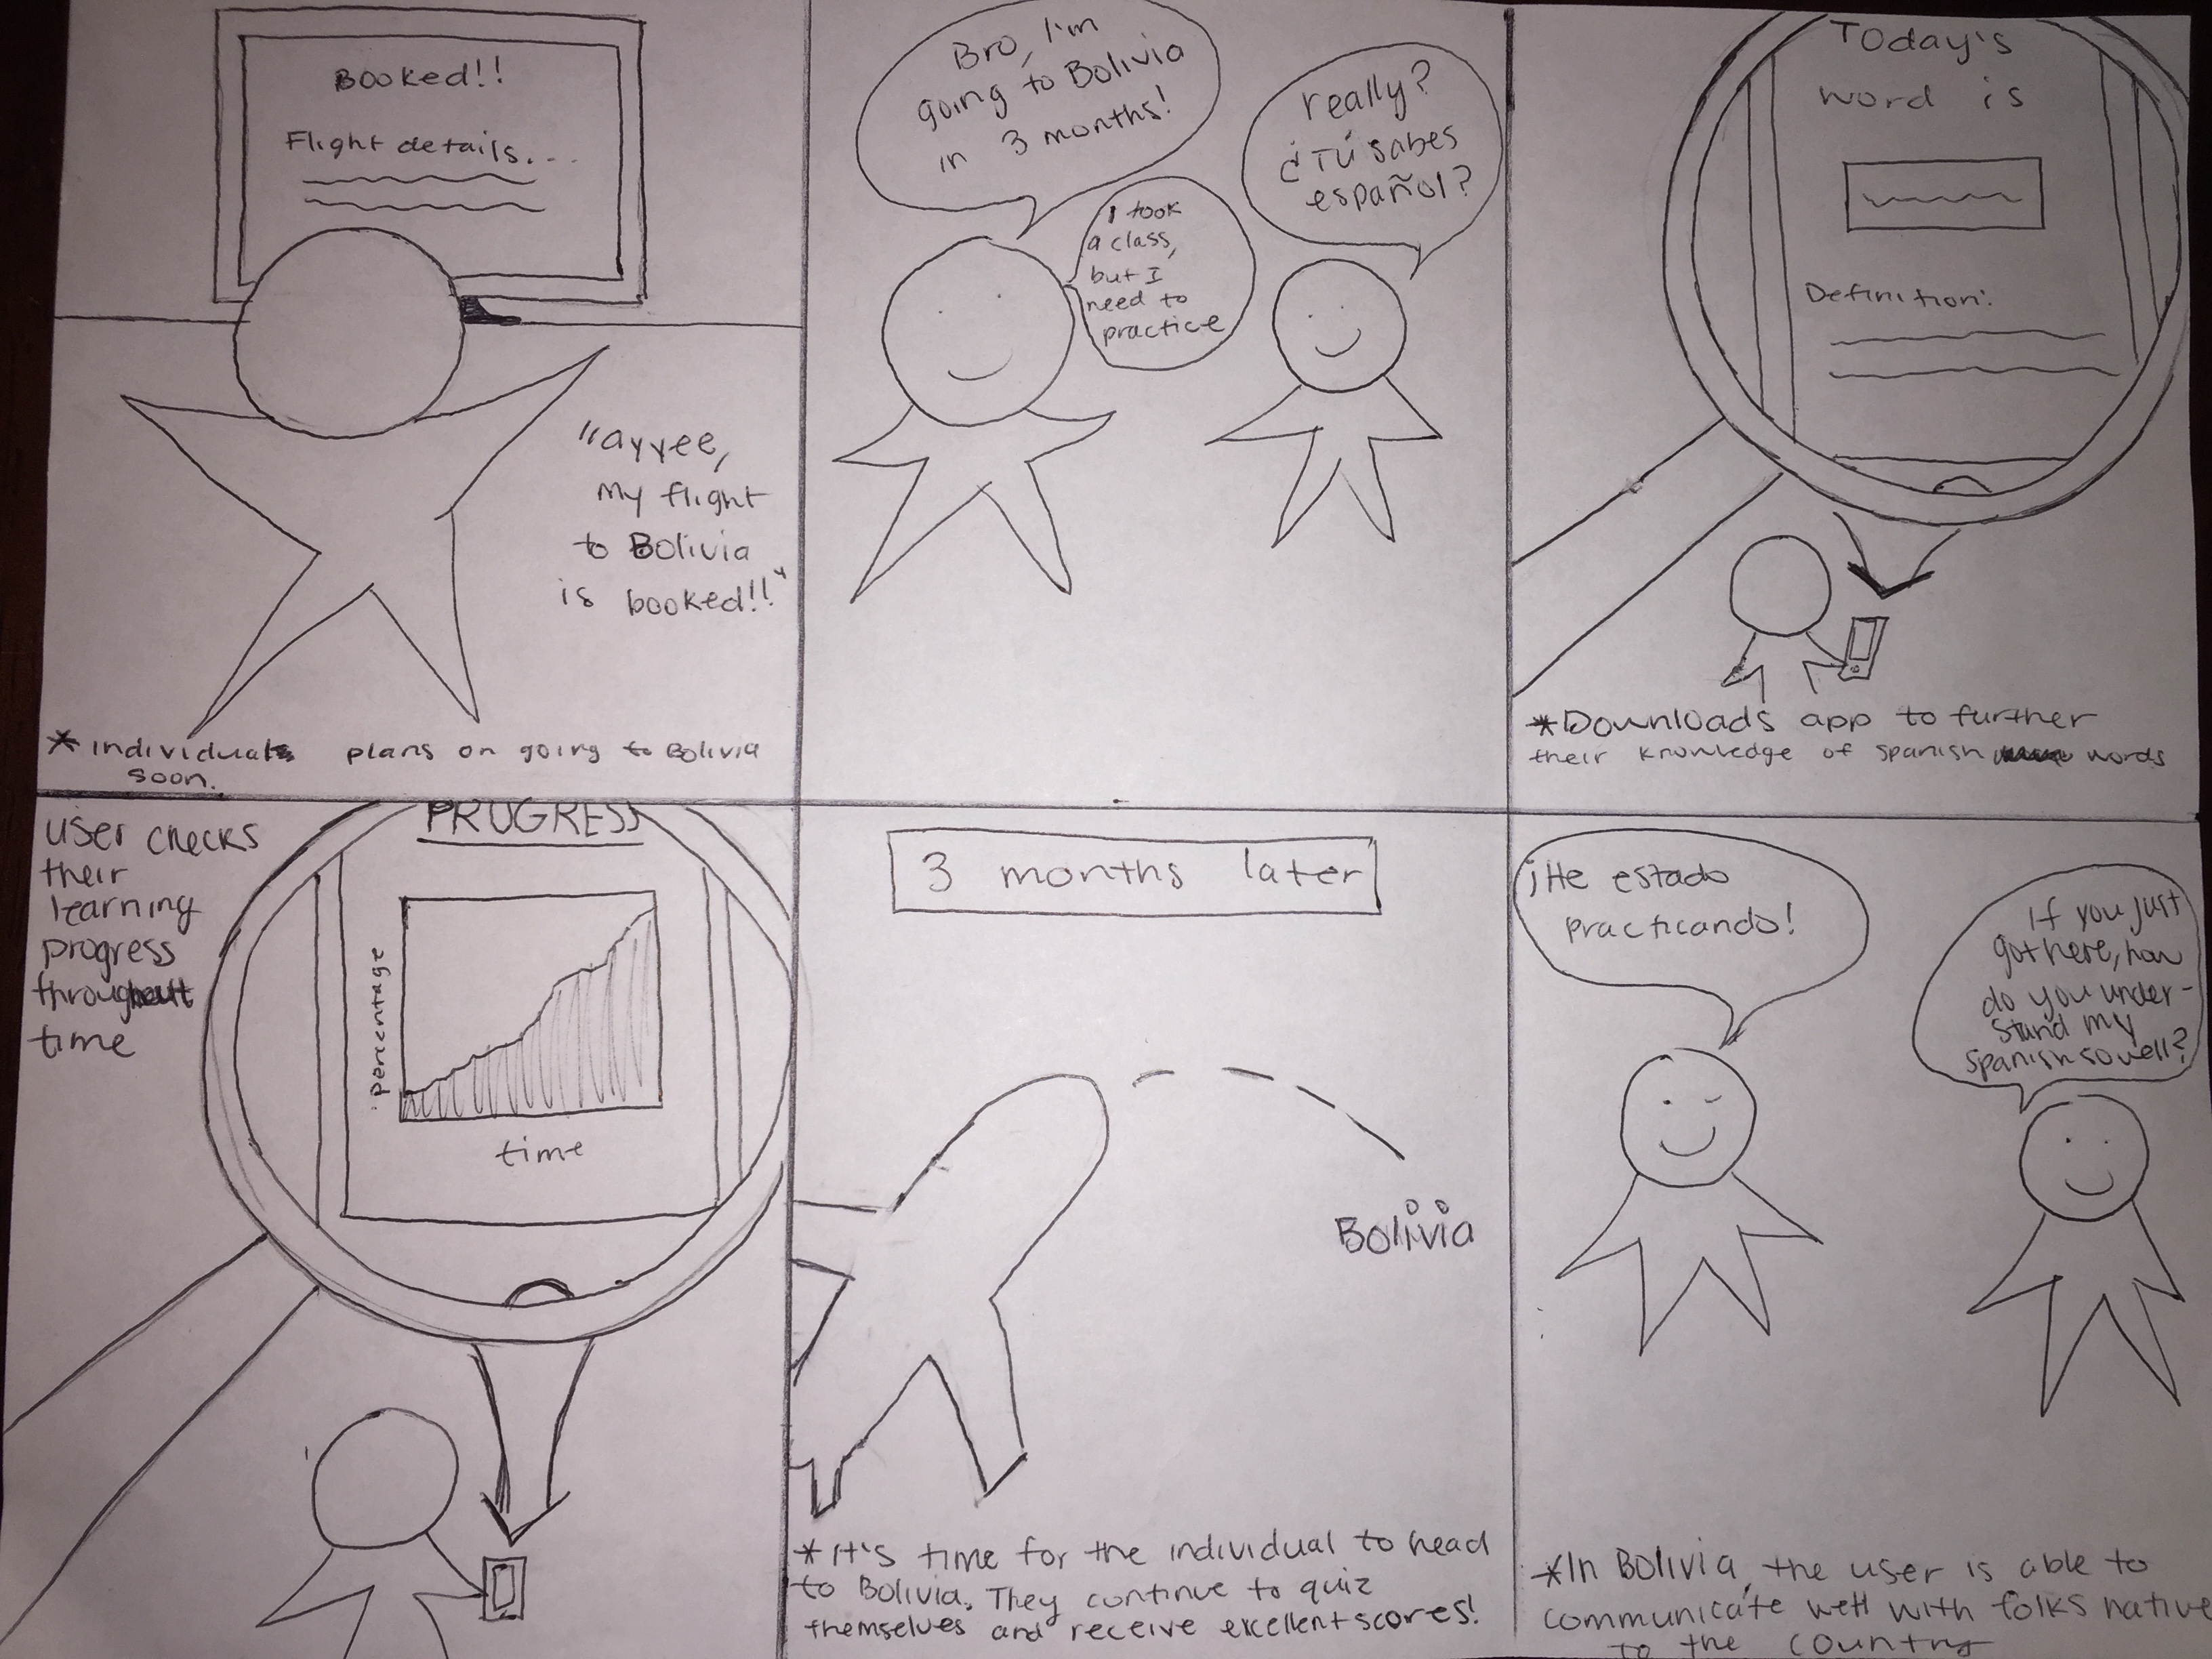 Booked!!
Flight details...
"ayyee,
my flight
to Bolivia
is booked!!"
* individual plans on going to Bolivia
soon.
Bro, I'm
going to Bolivia
in 3 months!
I took
a class,
but I
need to
practice
really?
¿Tú sabes
español?
Today's
word is
Definition:
*Downloads app to further
their knowledge of Spanish words
User checks
their
learning
progress
throughout
time
PROGRESS
percentage
time
3 months later
Bolivia
*It's time for the individual to head
to Bolivia. They continue to quiz
themselves and receive excellent scores!
¡He estado
practicando!
If you just
got here, how
do you under-
stand my
spanish so well?
*In Bolivia the user is able to
communicate well with folks native
to the country